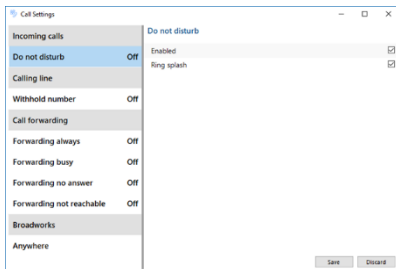 Call Settings
Incoming calls
Do not disturb Off
Calling line
Withhold number Off
Call forwarding
Forwarding always Off
Forwarding busy Off
Forwarding no answer Off
Forwarding not reachable Off
Broadworks
Anywhere
Do not disturb
Enabled
Ring splash
Save Discard